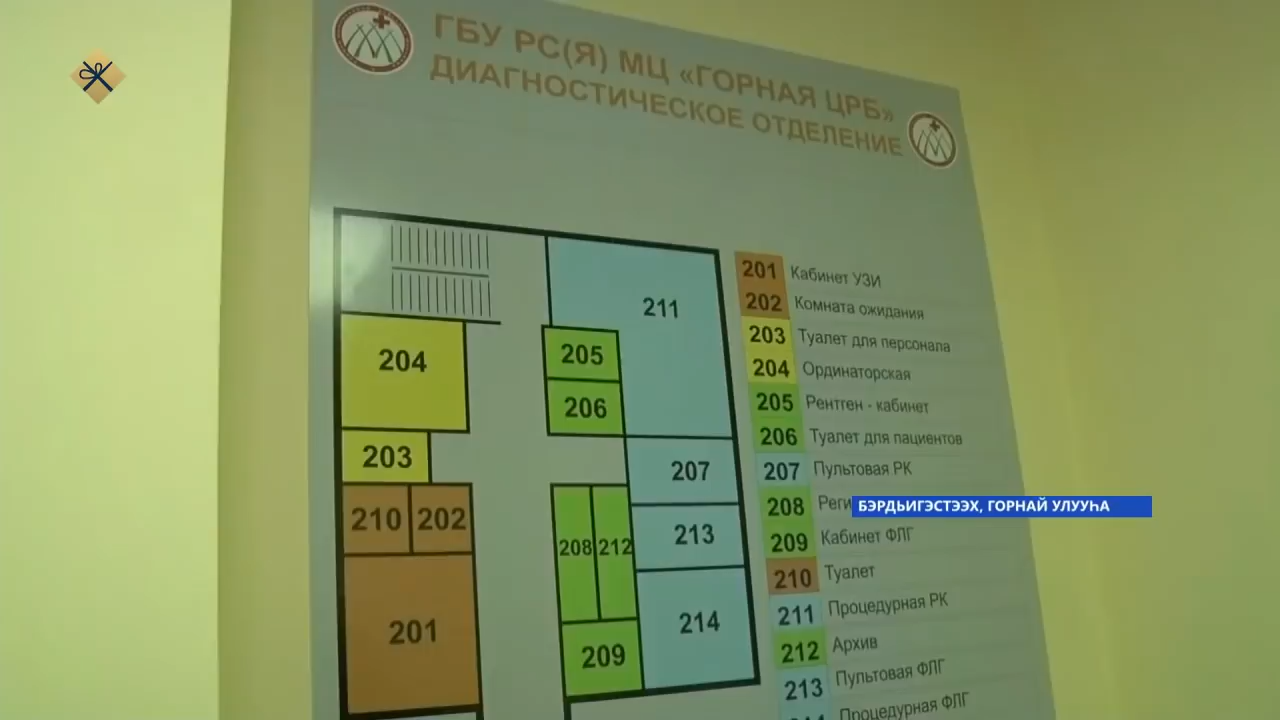 ГБУ РС(Я) МЦ «ГОРНАЯ ЦРБ»
ДИАГНОСТИЧЕСКОЕ ОТДЕЛЕНИЕ
211
204
205
206
203
207
210 202
208 212
213
201
214
209
201 Кабинет УЗИ
202 Комната ожидания
203 Туалет для персонала
204 Ординаторская
205 Рентген - кабинет
206 Туалет для пациентов
207 Пультовая РК
208
БЭРДЬИГЭСТЭЭХ, ГОРНАЙ УЛУУҺА
209 Кабинет ФЛГ
210 Туалет
211 Процедурная РК
212 Архив
213 Пультовая ФЛГ
Процедурная ФЛГ